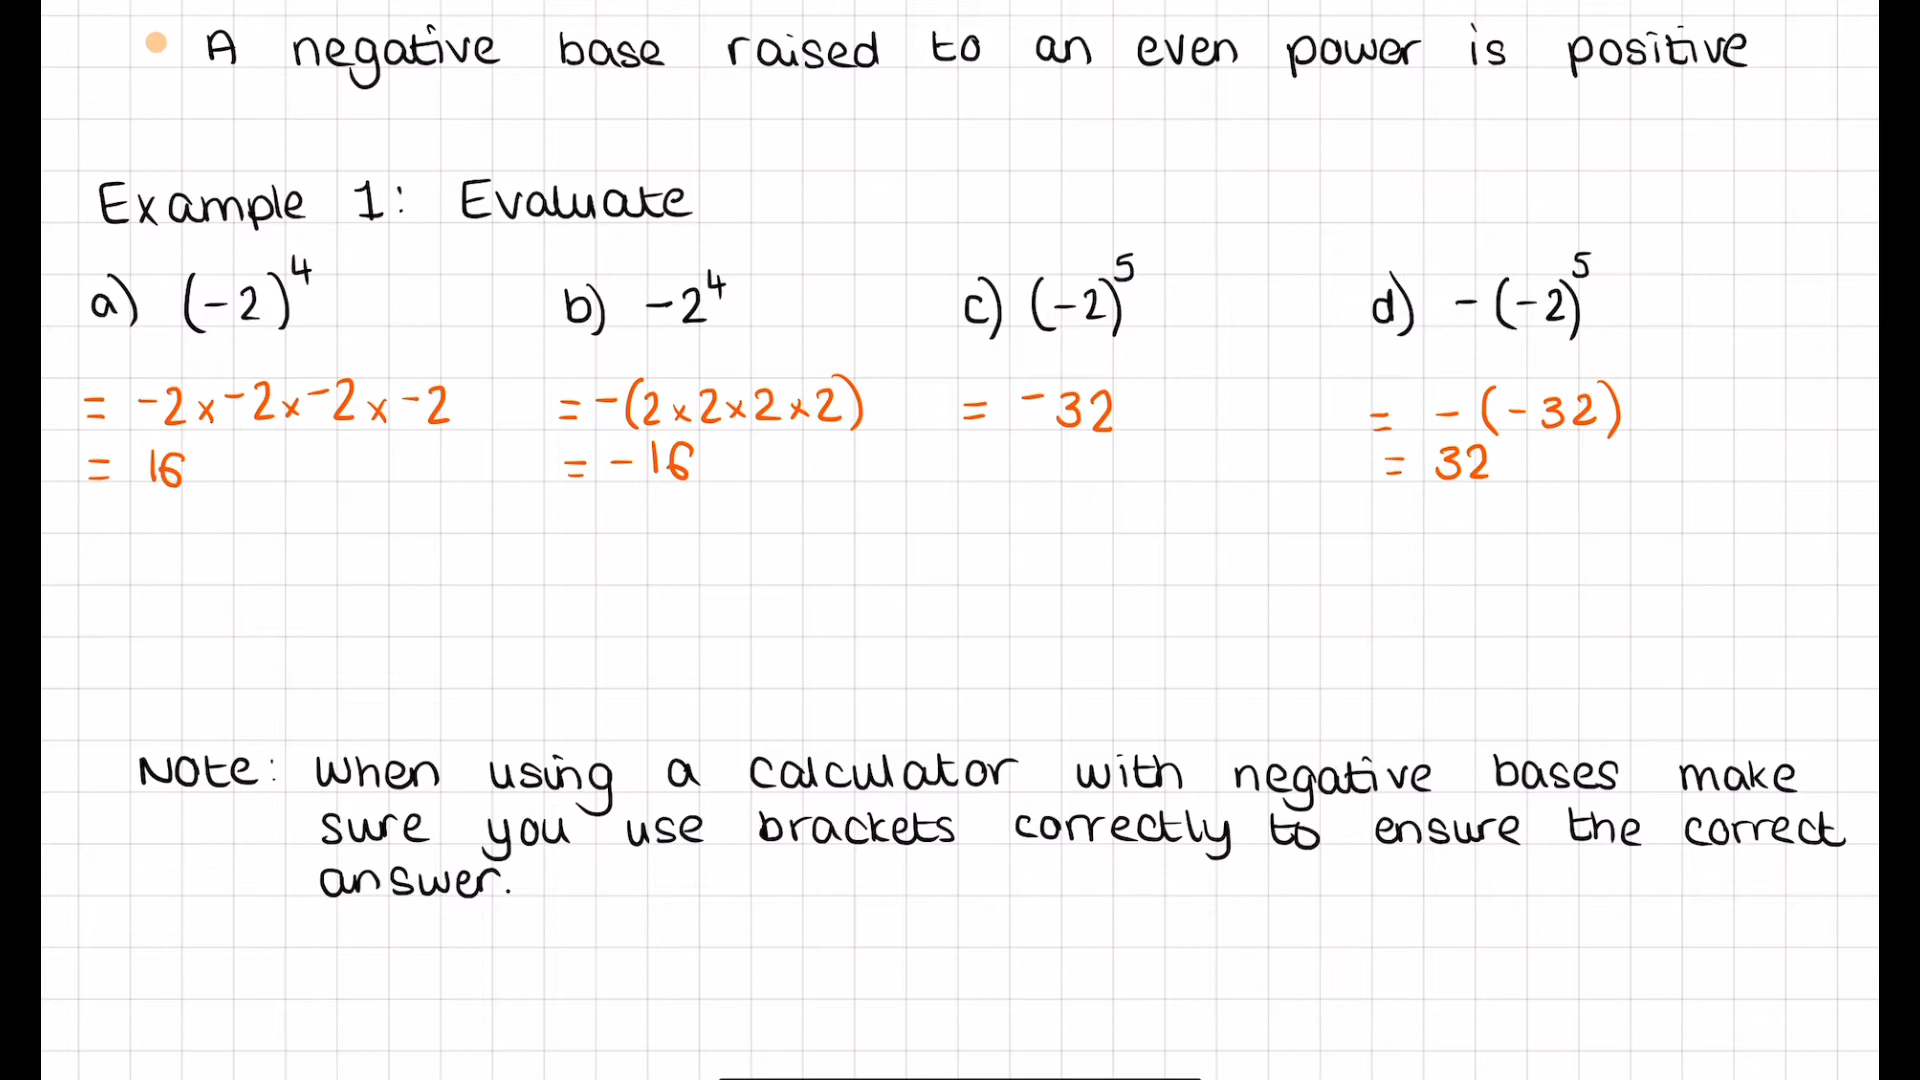 • A negative base raised to an even power is positive
Example 1: Evaluate
a) (-2)⁴ b) -2⁴ c) (-2)⁵ d) -(-2)⁵
= -2×-2×-2×-2 = -(2×2×2×2) = -32 = -(-32)
= 16 = -16 = 32
Note: When using a calculator with negative bases make
sure you use brackets correctly to ensure the correct
answer.